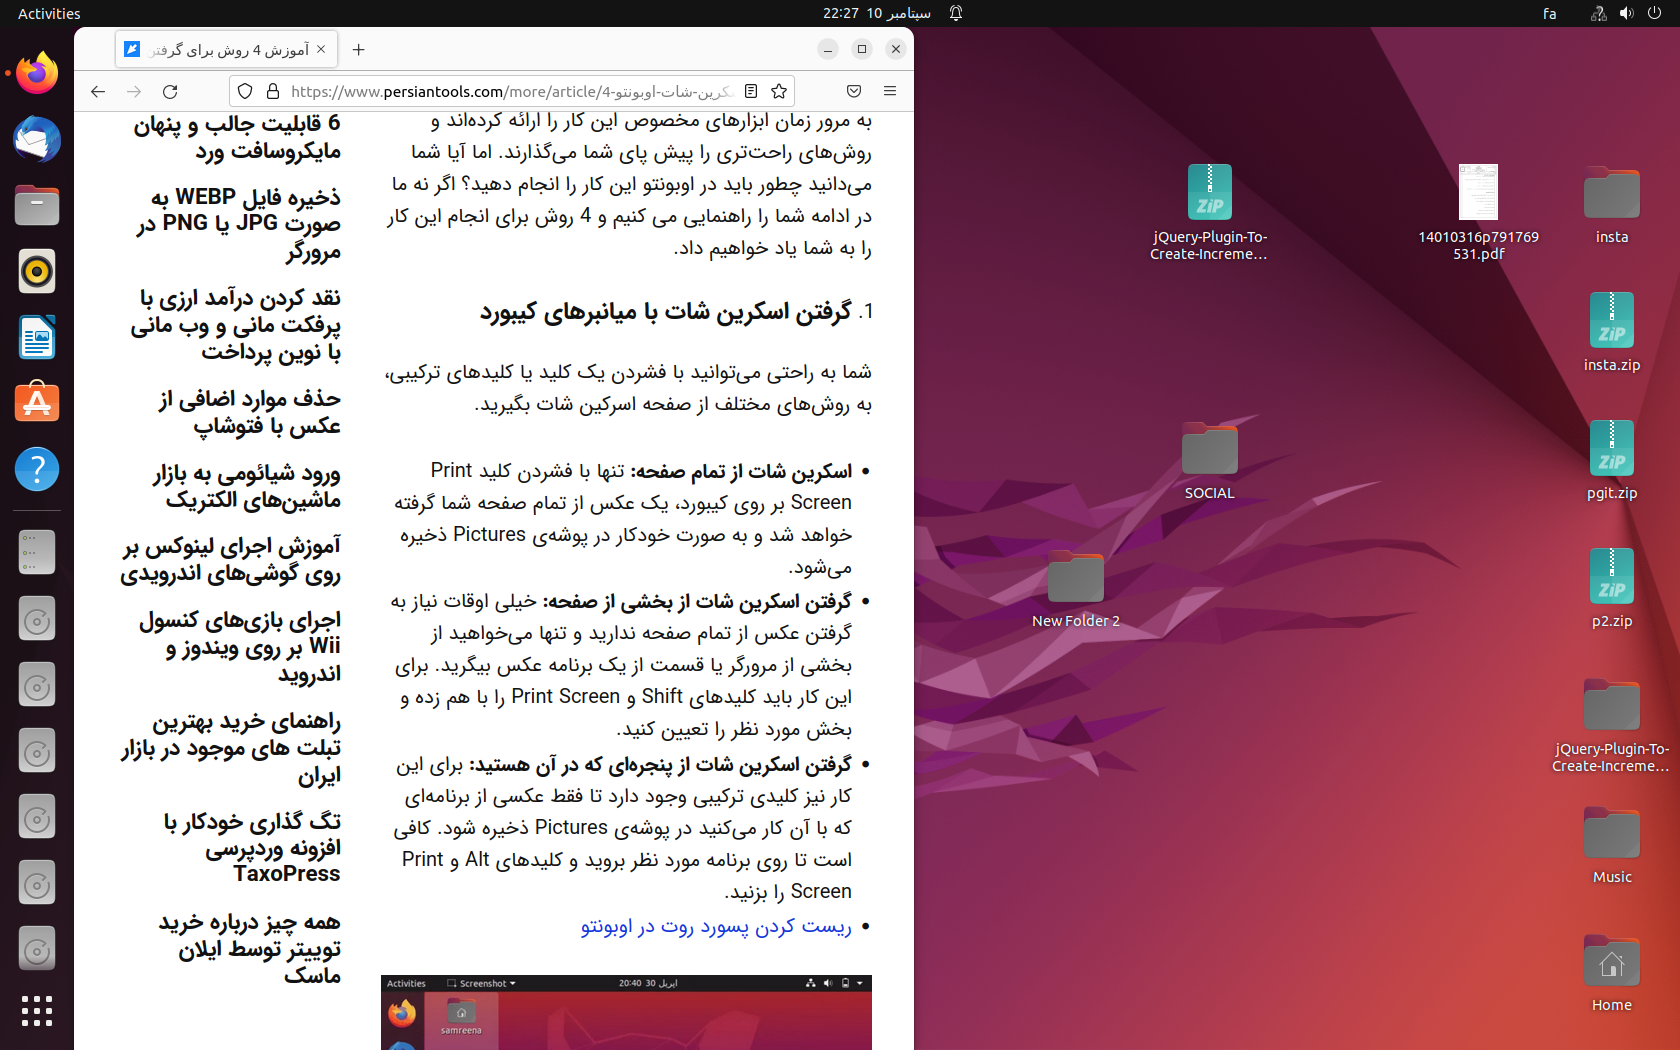 Activities
22:27 10 سپتامبر
fa
آموزش 4 روش برای گرفتن
https://www.persiantools.com/more/article/4-کرین-شات-اوبونتو
به مرور زمان ابزارهای مخصوص این کار را ارائه کرده‌اند و
روش‌های راحت‌تری را پیش پای شما می‌گذارند. اما آیا شما
می‌دانید چطور باید در اوبونتو این کار را انجام دهید؟ اگر نه ما
در ادامه شما را راهنمایی می کنیم و 4 روش برای انجام این کار
را به شما یاد خواهیم داد.
1. گرفتن اسکرین شات با میانبرهای کیبورد
شما به راحتی می‌توانید با فشردن یک کلید یا کلیدهای ترکیبی،
به روش‌های مختلف از صفحه اسرکین شات بگیرید.
• اسکرین شات از تمام صفحه: تنها با فشردن کلید Print
Screen بر روی کیبورد، یک عکس از تمام صفحه شما گرفته
خواهد شد و به صورت خودکار در پوشه‌ی Pictures ذخیره
می‌شود.
• گرفتن اسکرین شات از بخشی از صفحه: خیلی اوقات نیاز به
گرفتن عکس از تمام صفحه ندارید و تنها می‌خواهید از
بخشی از مرورگر یا قسمت از یک برنامه عکس بیگرید. برای
این کار باید کلیدهای Shift و Print Screen را با هم زده و
بخش مورد نظر را تعیین کنید.
• گرفتن اسکرین شات از پنجره‌ای که در آن هستید: برای این
کار نیز کلیدی ترکیبی وجود دارد تا فقط عکسی از برنامه‌ای
که با آن کار می‌کنید در پوشه‌ی Pictures ذخیره شود. کافی
است تا روی برنامه مورد نظر بروید و کلیدهای Alt و Print
Screen را بزنید.
• ریست کردن پسورد روت در اوبونتو
Activities
Screenshot
20:40 30 آوریل
samreena
6 قابلیت جالب و پنهان
مایکروسافت ورد
ذخیره فایل WEBP به
صورت JPG یا PNG در
مرورگر
نقد کردن درآمد ارزی با
پرفکت مانی و وب مانی
با نوین پرداخت
حذف موارد اضافی از
عکس با فتوشاپ
ورود شیائومی به بازار
ماشین‌های الکتریک
آموزش اجرای لینوکس بر
روی گوشی‌های اندرویدی
اجرای بازی‌های کنسول
Wii بر روی ویندوز و
اندروید
راهنمای خرید بهترین
تبلت های موجود در بازار
ایران
تگ گذاری خودکار با
افزونه وردپرسی
TaxoPress
همه چیز درباره خرید
توییتر توسط ایلان
ماسک
ZiP
jQuery-Plugin-To-
Create-Increme...
14010316p791769
531.pdf
insta
ZiP
insta.zip
SOCIAL
ZiP
pgit.zip
New Folder 2
ZiP
p2.zip
jQuery-Plugin-To-
Create-Increme...
Music
Home